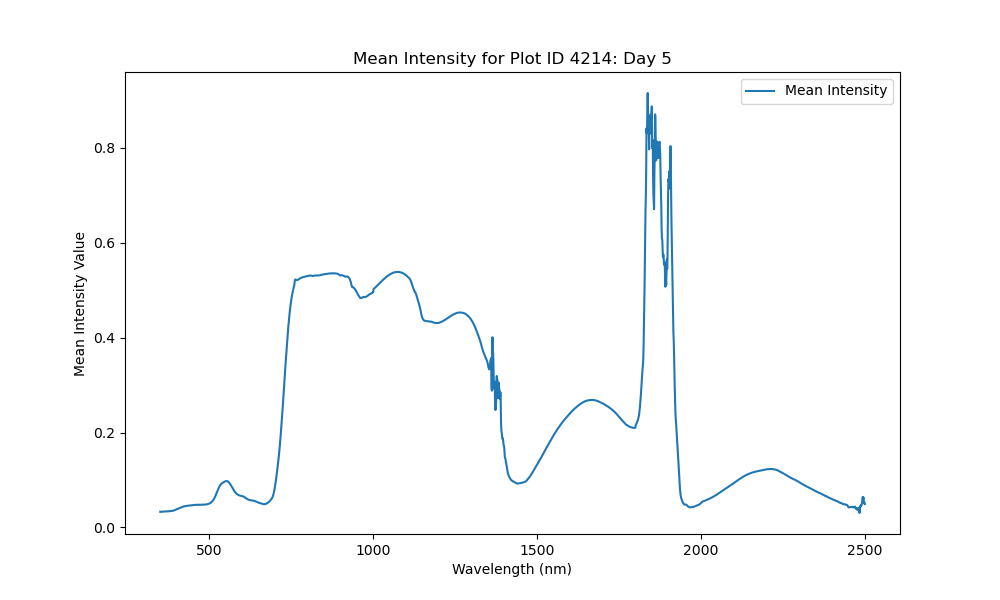 Mean Intensity for Plot ID 4214: Day 5
Mean Intensity
Mean Intensity Value
0.8
0.6
0.4
0.2
0.0
500 1000 1500 2000 2500
Wavelength (nm)